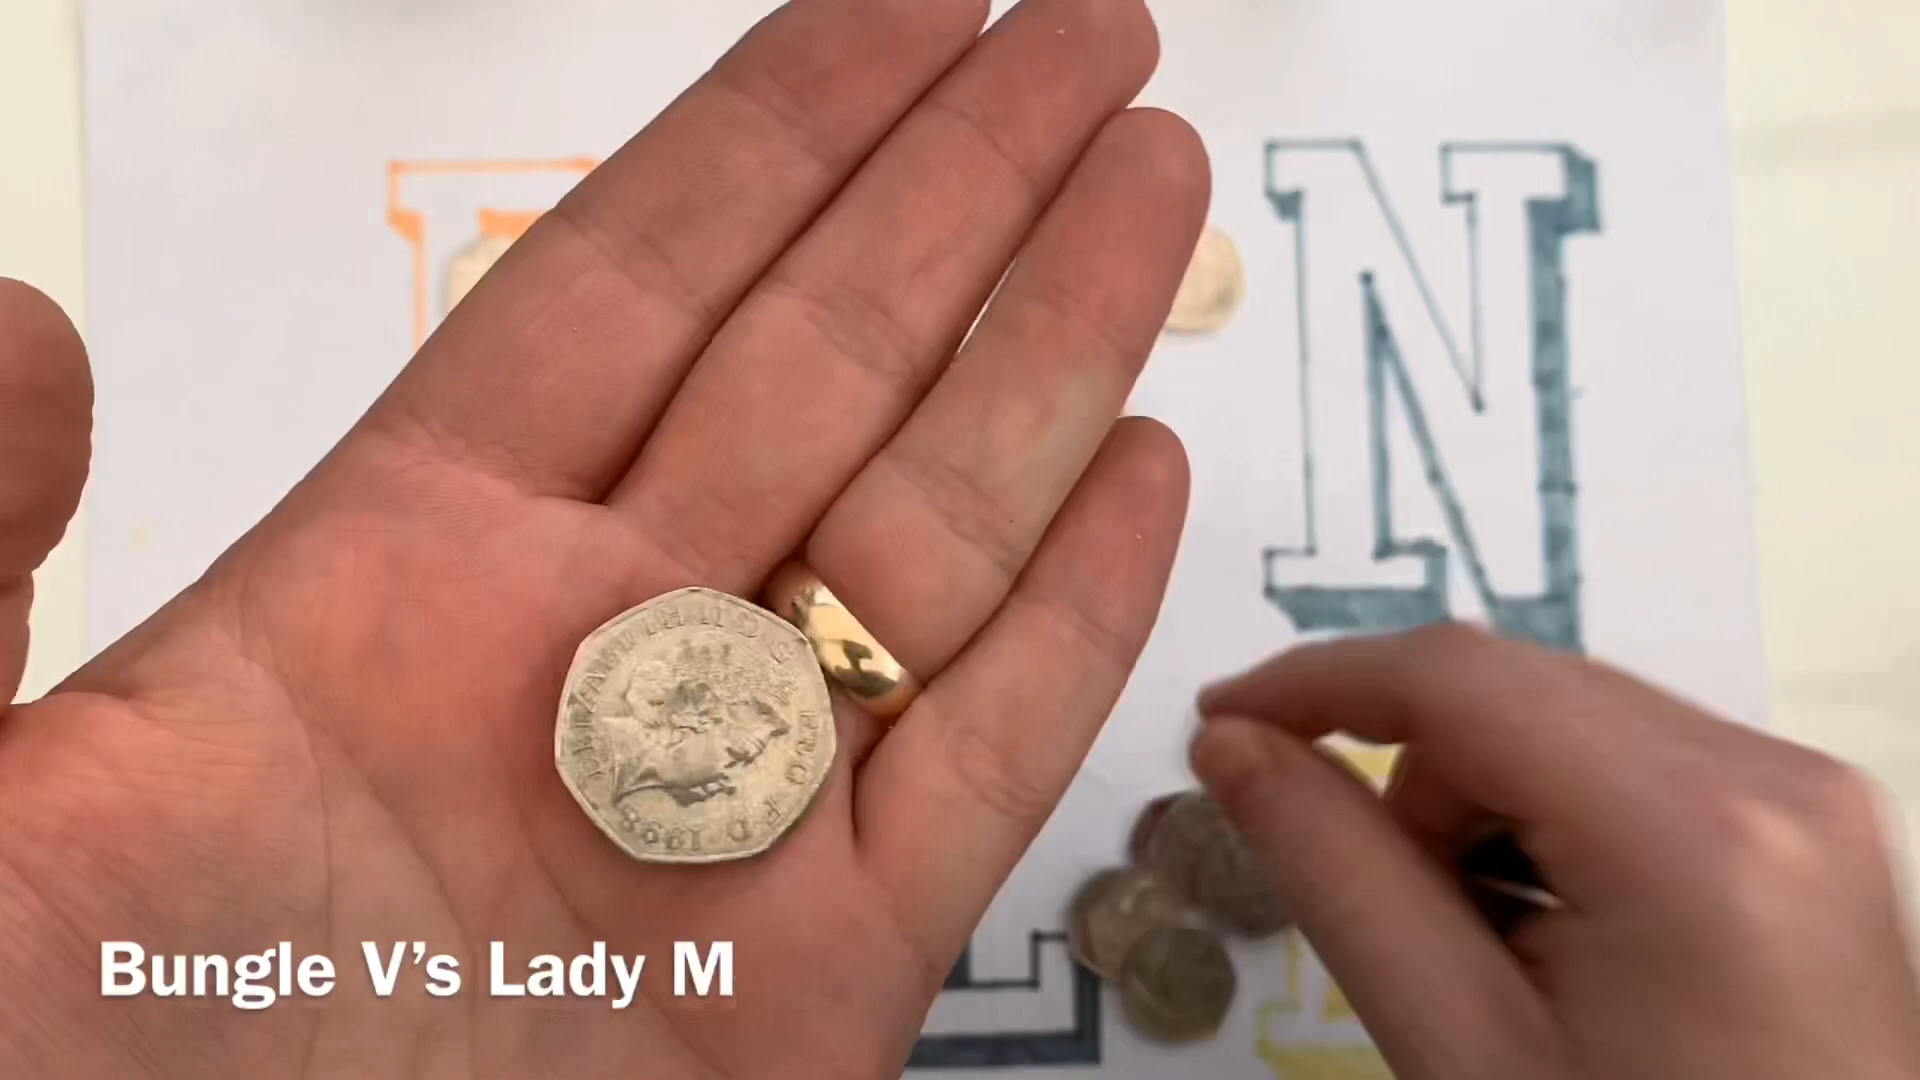 N
ELIZABETH II D G
REG F D 1998
Bungle V's Lady M